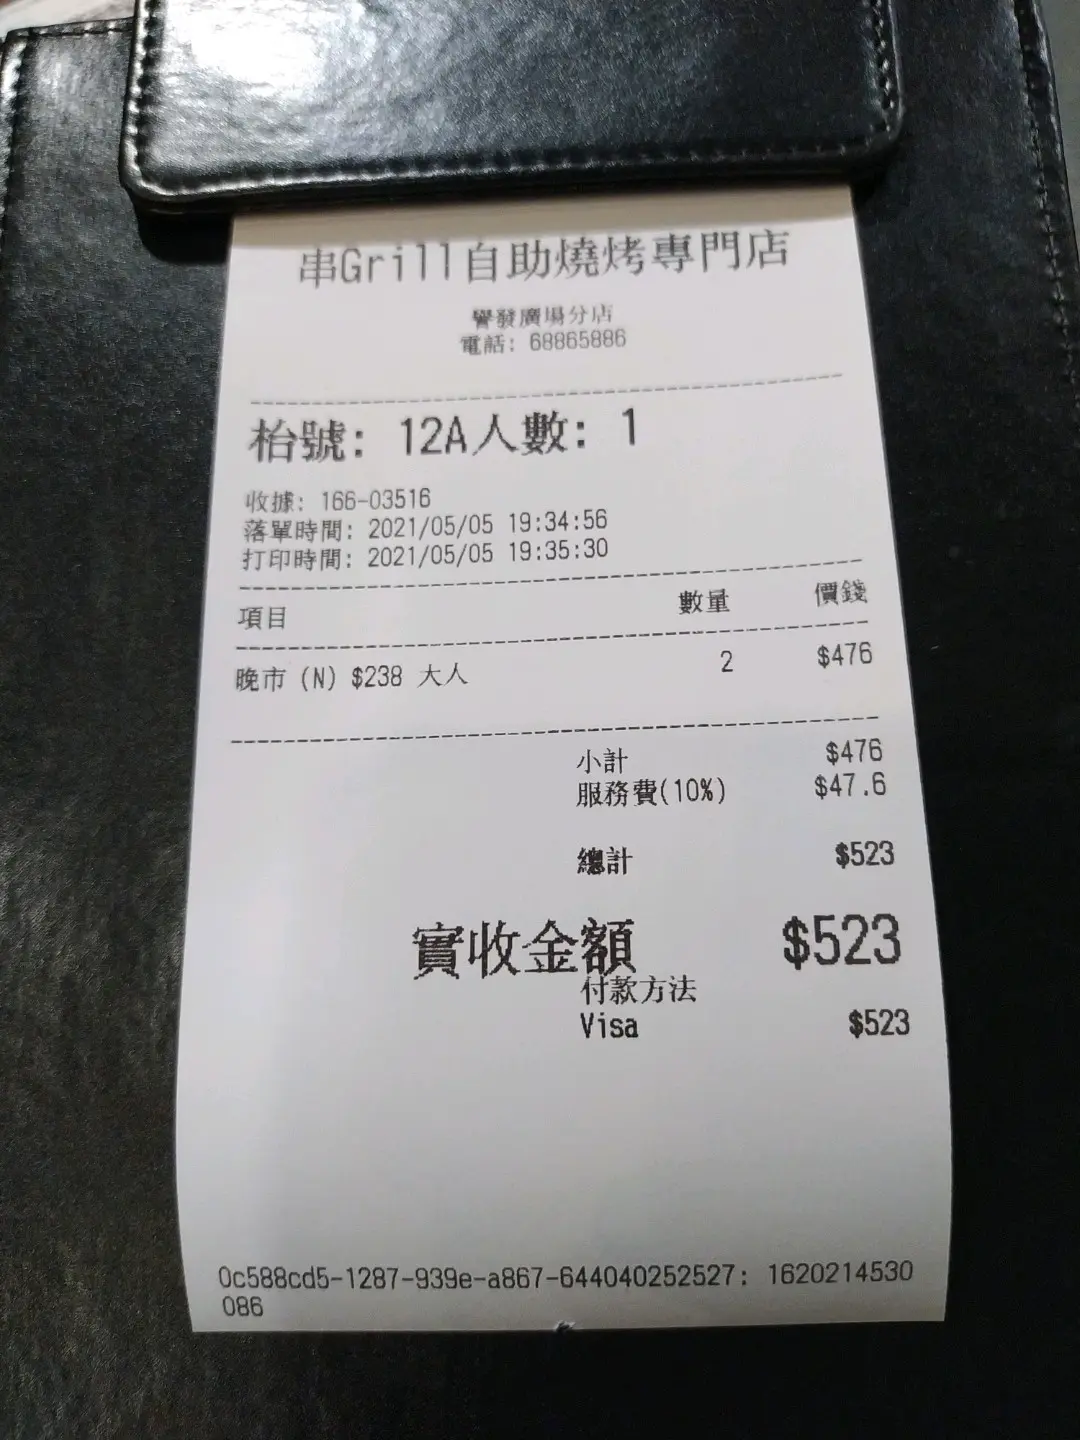 串Grill自助燒烤專門店
譽發廣場分店
電話: 68865886
枱號: 12A人數: 1
收據: 166-03516
落單時間: 2021/05/05 19:34:56
打印時間: 2021/05/05 19:35:30
項目 數量 價錢
晚市 (N) $238 大人 2 $476
小計 $476
服務費(10%) $47.6
總計 $523
實收金額 $523
付款方法
Visa $523
0c588cd5-1287-939e-a867-644040252527: 1620214530
086